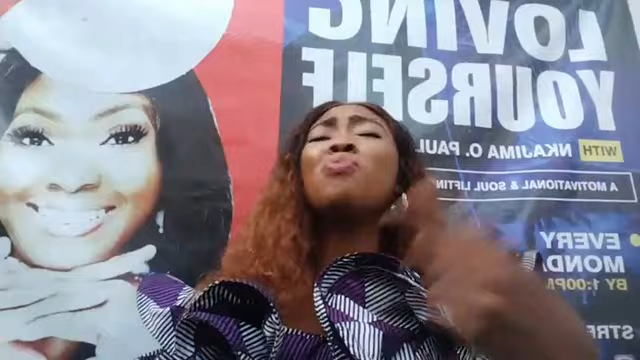 LOVING
YOURSELF
WITH NKAJIMA O. PAUL
A MOTIVATIONAL & SOUL LIFTIN
EVERY
MONDA
BY 1:00P
STRE